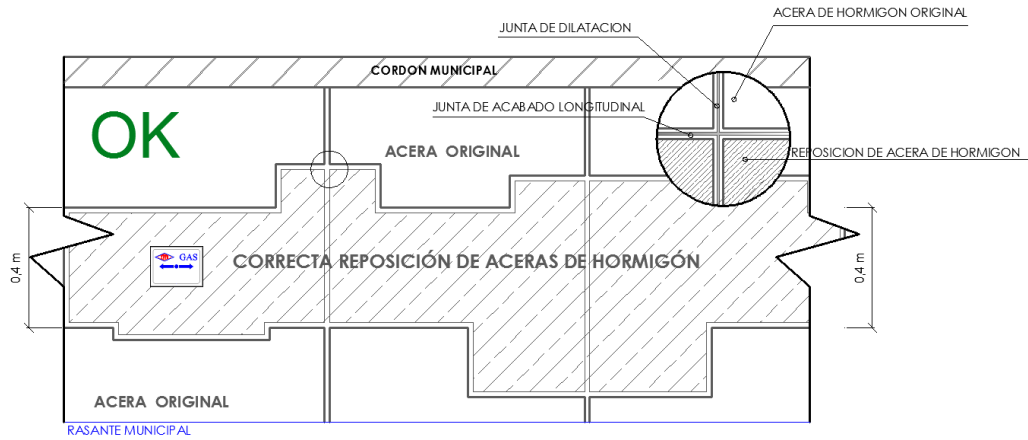 ACERA DE HORMIGON ORIGINAL
JUNTA DE DILATACION
CORDON MUNICIPAL
JUNTA DE ACABADO LONGITUDINAL
OK
ACERA ORIGINAL
REPOSICION DE ACERA DE HORMIGON
0,4 m
GAS
CORRECTA REPOSICIÓN DE ACERAS DE HORMIGÓN
0,4 m
ACERA ORIGINAL
RASANTE MUNICIPAL